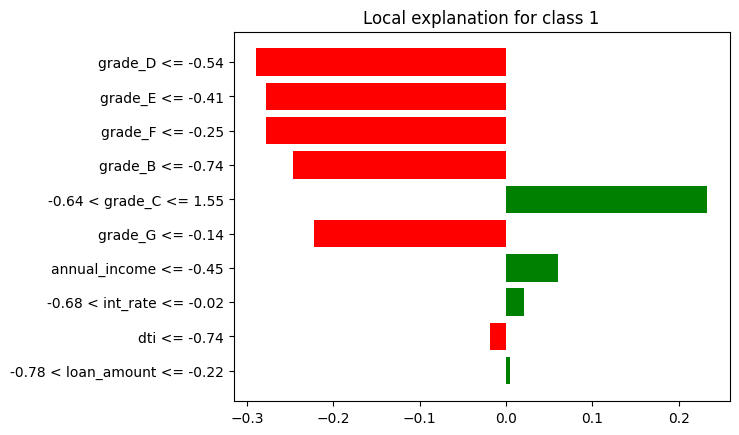 Local explanation for class 1
grade_D <= -0.54
grade_E <= -0.41
grade_F <= -0.25
grade_B <= -0.74
-0.64 < grade_C <= 1.55
grade_G <= -0.14
annual_income <= -0.45
-0.68 < int_rate <= -0.02
dti <= -0.74
-0.78 < loan_amount <= -0.22
−0.3 −0.2 −0.1 0.0 0.1 0.2